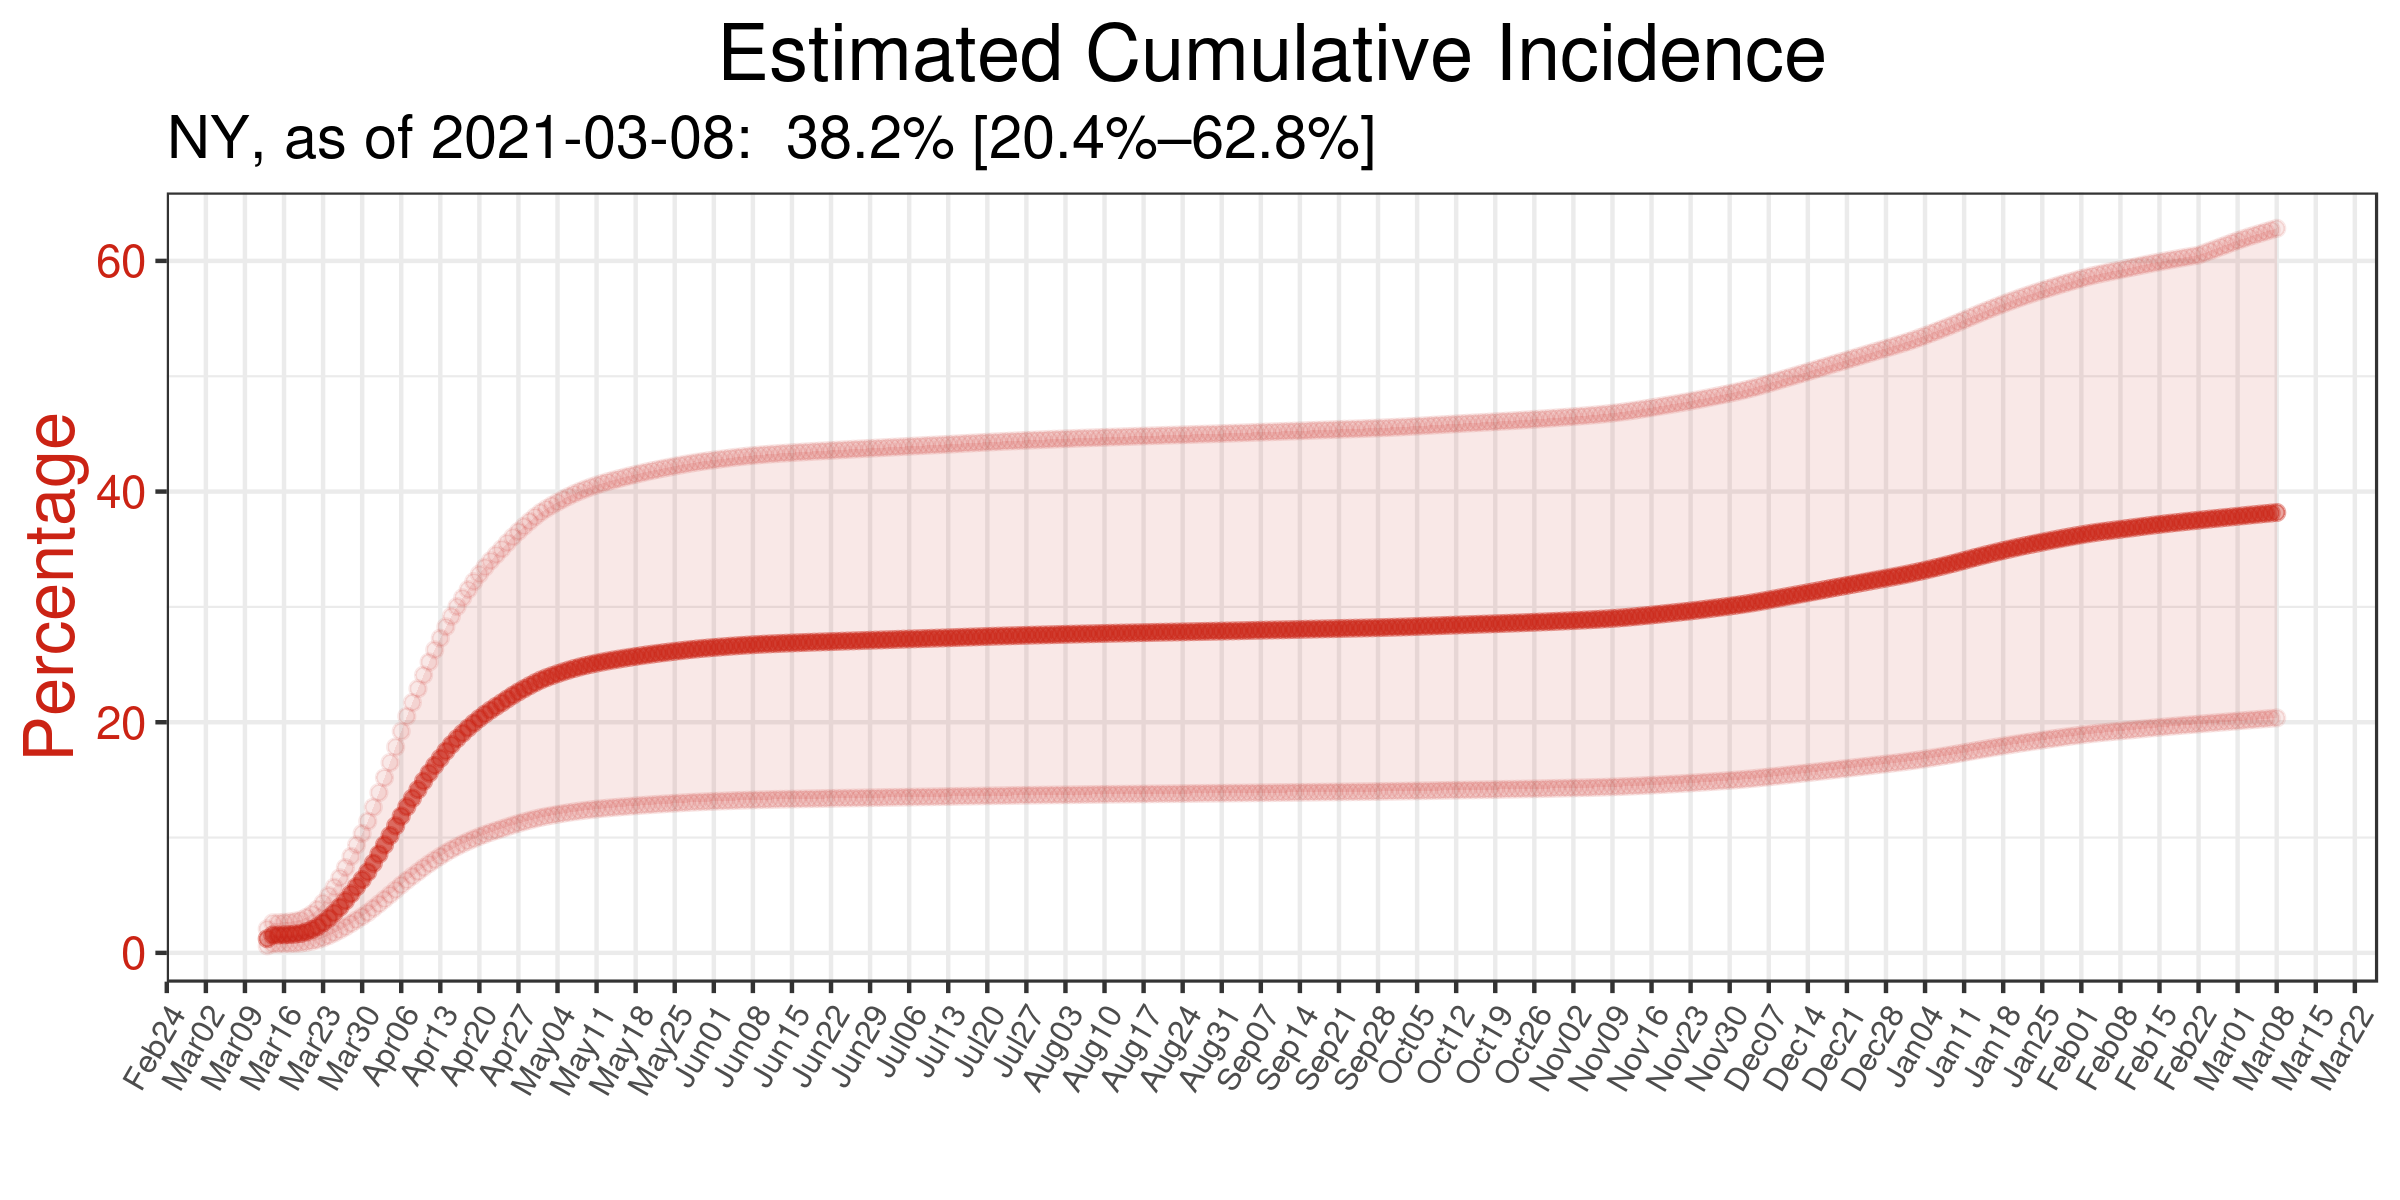 Estimated Cumulative Incidence
NY, as of 2021-03-08:  38.2% [20.4%–62.8%]
Percentage
60
40
20
0
Feb24
Mar02
Mar09
Mar16
Mar23
Mar30
Apr06
Apr13
Apr20
Apr27
May04
May11
May18
May25
Jun01
Jun08
Jun15
Jun22
Jun29
Jul06
Jul13
Jul20
Jul27
Aug03
Aug10
Aug17
Aug24
Aug31
Sep07
Sep14
Sep21
Sep28
Oct05
Oct12
Oct19
Oct26
Nov02
Nov09
Nov16
Nov23
Nov30
Dec07
Dec14
Dec21
Dec28
Jan04
Jan11
Jan18
Jan25
Feb01
Feb08
Feb15
Feb22
Mar01
Mar08
Mar15
Mar22